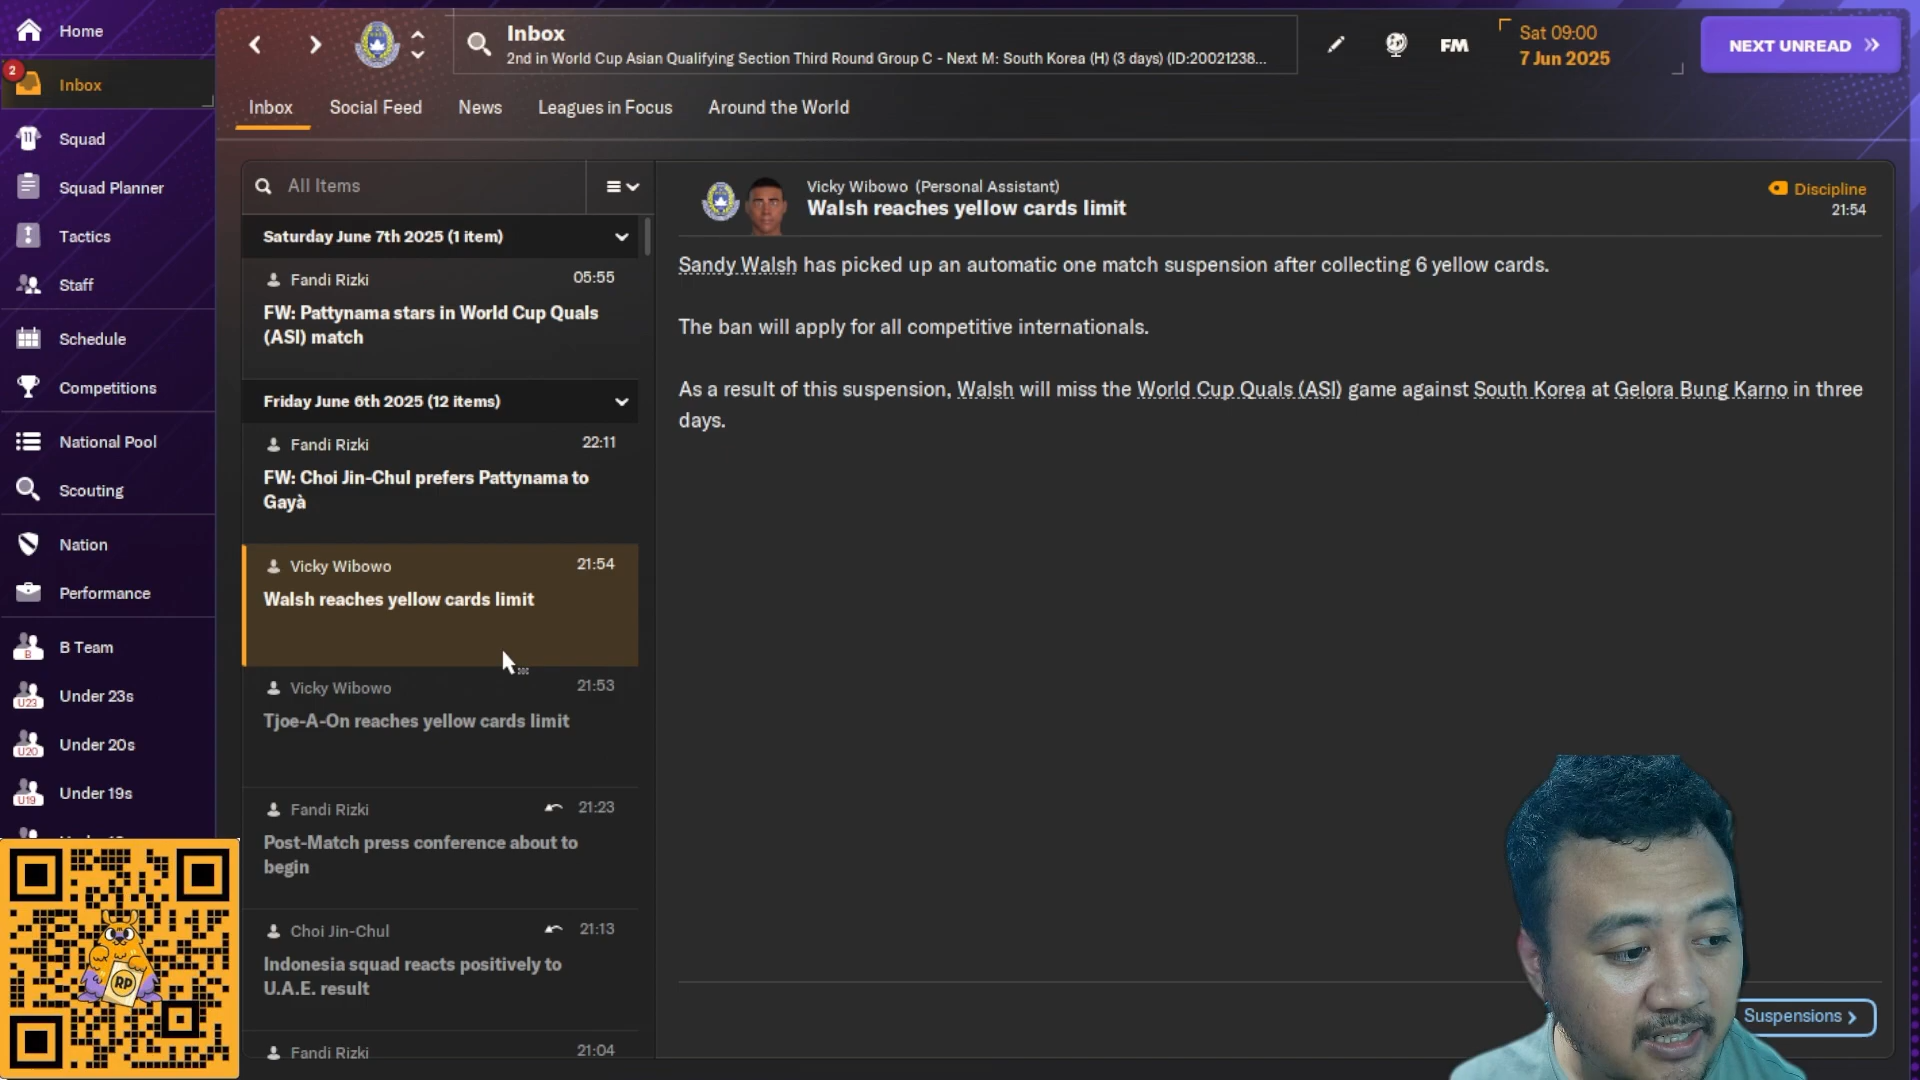 Home
2
Inbox
Squad
Squad Planner
Tactics
Staff
Schedule
Competitions
National Pool
Scouting
Nation
Performance
B
B Team
U23
Under 23s
U20
Under 20s
U19
Under 19s
RP
Inbox
2nd in World Cup Asian Qualifying Section Third Round Group C - Next M: South Korea (H) (3 days) (ID:20021238...
FM
Sat 09:00
7 Jun 2025
NEXT UNREAD
Inbox
Social Feed
News
Leagues in Focus
Around the World
All Items
Saturday June 7th 2025 (1 item)
Fandi Rizki
05:55
FW: Pattynama stars in World Cup Quals
(ASI) match
Friday June 6th 2025 (12 items)
Fandi Rizki
22:11
FW: Choi Jin-Chul prefers Pattynama to
Gayà
Vicky Wibowo
21:54
Walsh reaches yellow cards limit
Vicky Wibowo
21:53
Tjoe-A-On reaches yellow cards limit
Fandi Rizki
21:23
Post-Match press conference about to
begin
Choi Jin-Chul
21:13
Indonesia squad reacts positively to
U.A.E. result
Fandi Rizki
21:04
Vicky Wibowo (Personal Assistant)
Walsh reaches yellow cards limit
Discipline
21:54
Sandy Walsh has picked up an automatic one match suspension after collecting 6 yellow cards.
The ban will apply for all competitive internationals.
As a result of this suspension, Walsh will miss the World Cup Quals (ASI) game against South Korea at Gelora Bung Karno in three
days.
Suspensions